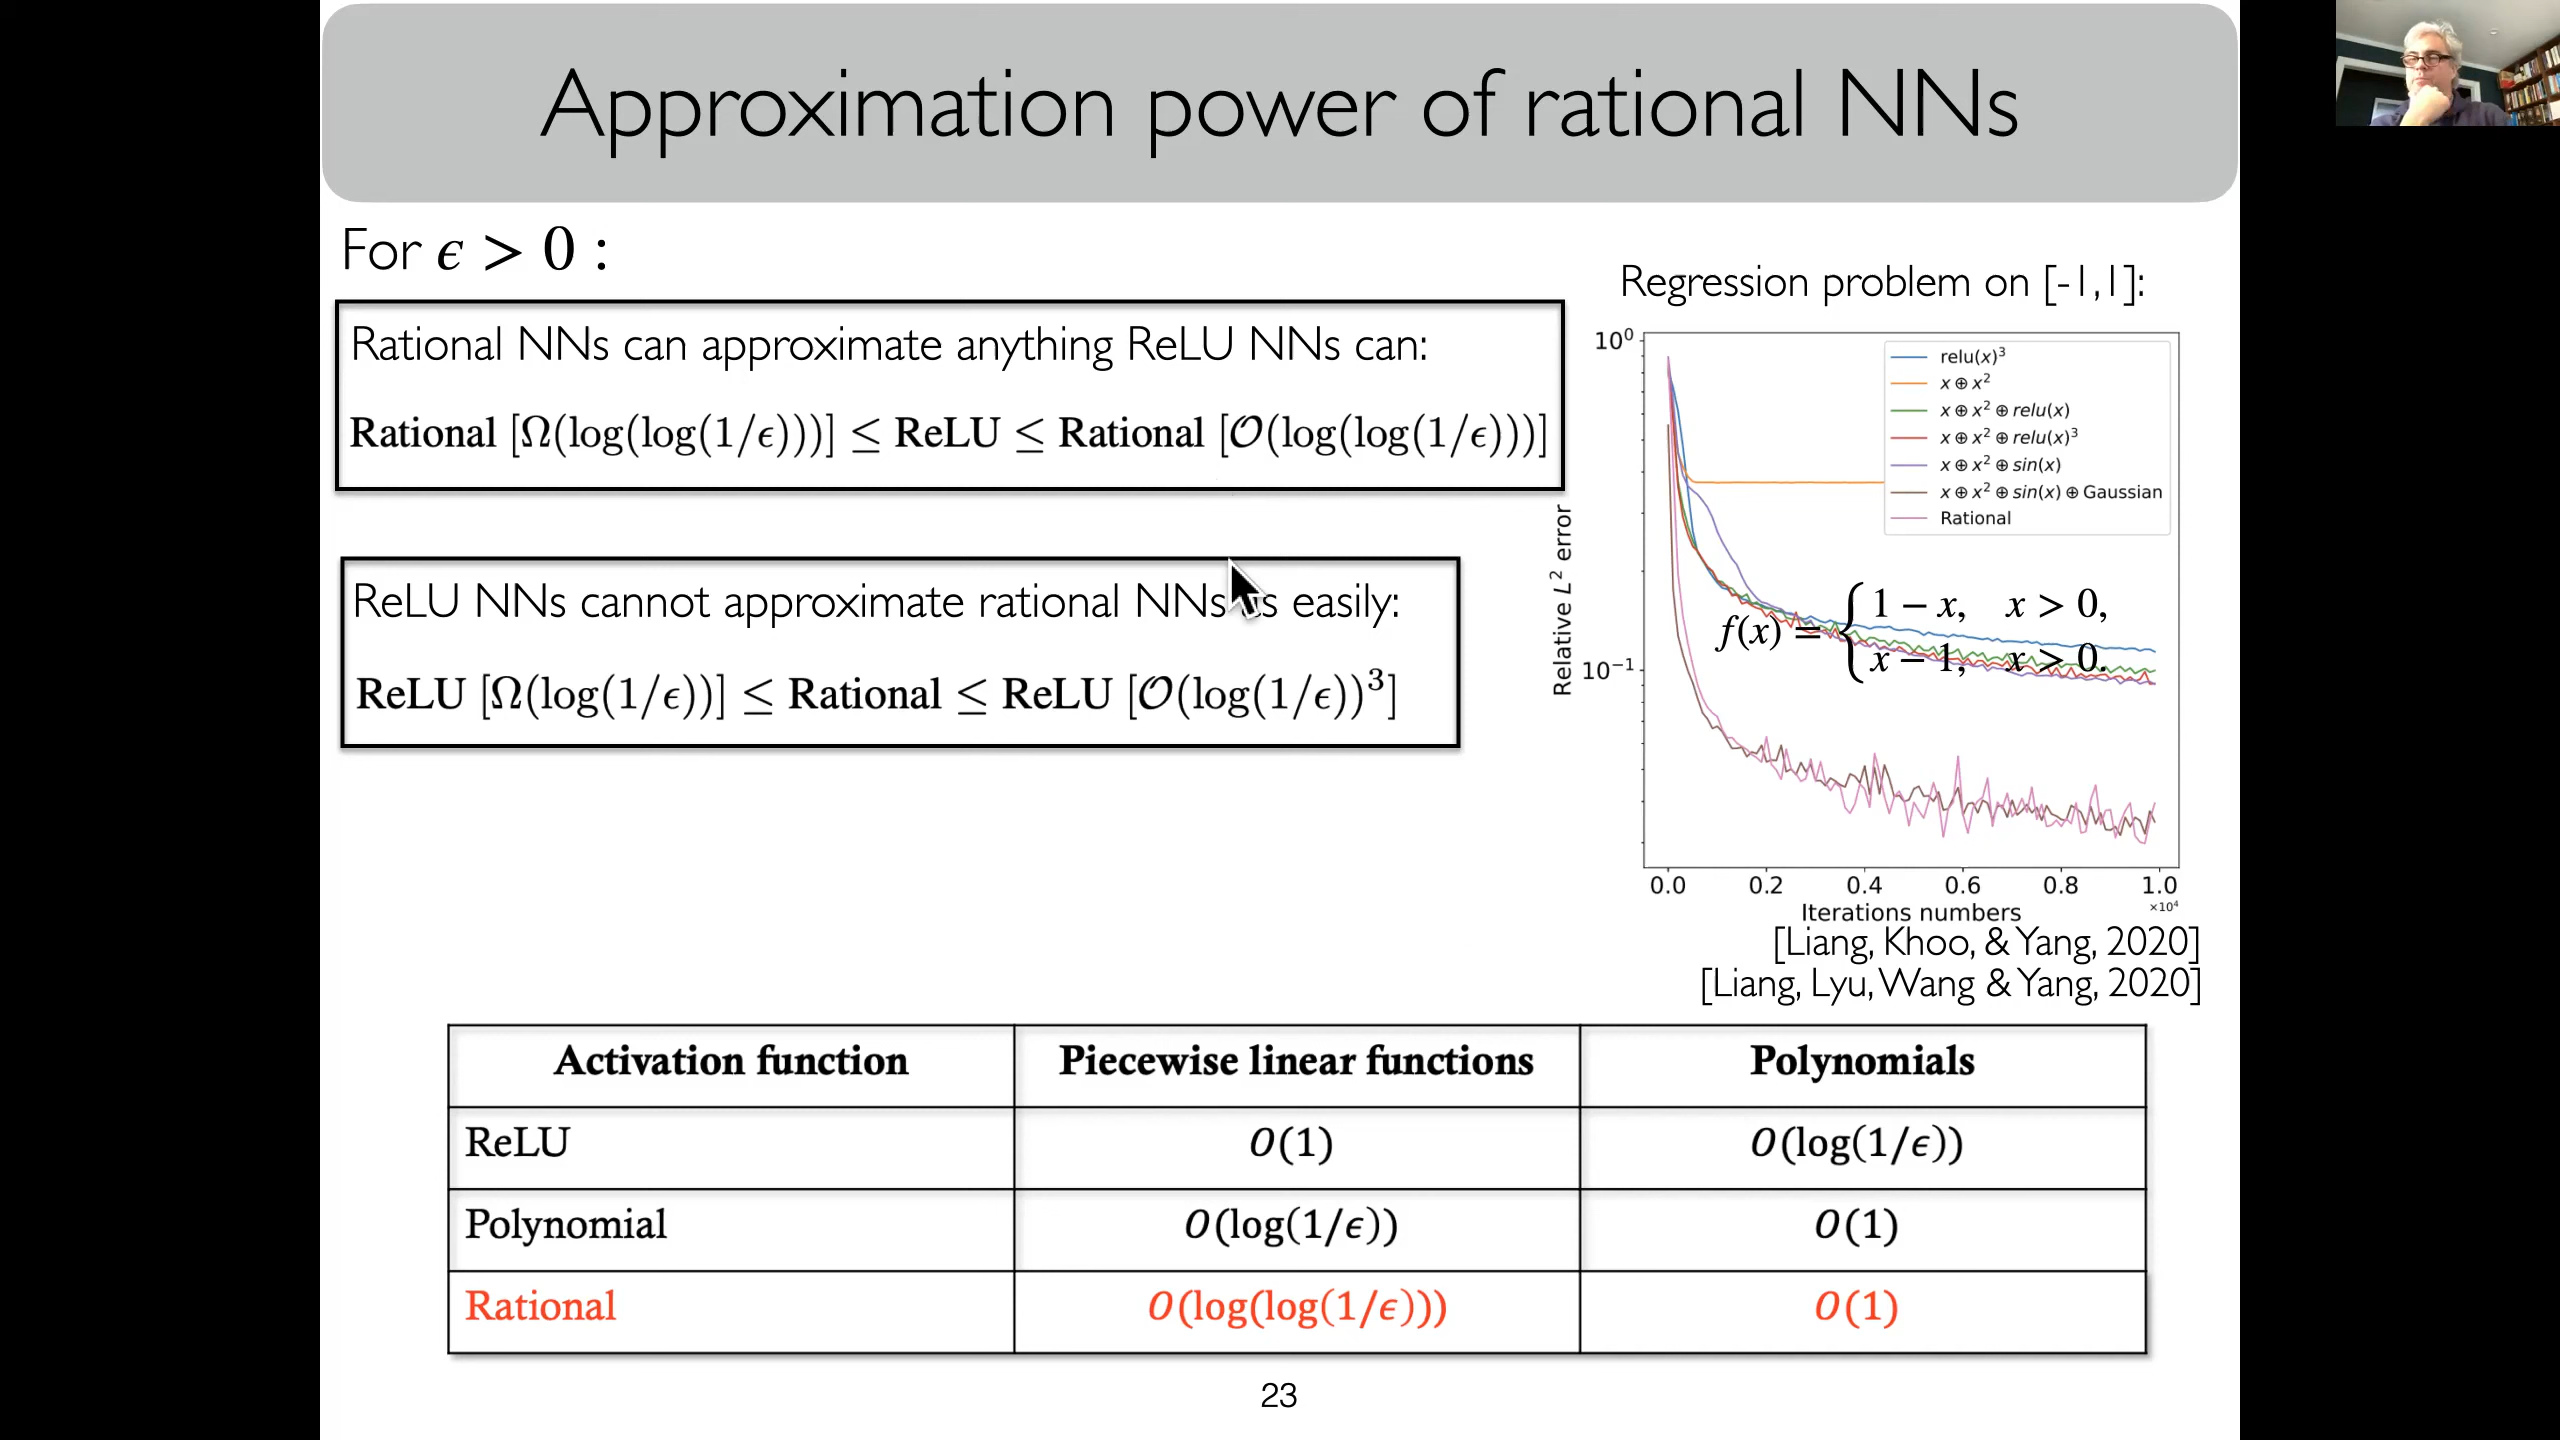 Approximation power of rational NNs
For ϵ > 0 :
Rational NNs can approximate anything ReLU NNs can:
Rational [Ω(log(log(1/ϵ)))] ≤ ReLU ≤ Rational [𝒪(log(log(1/ϵ)))]
ReLU NNs cannot approximate rational NNs easily:
ReLU [Ω(log(1/ϵ))] ≤ Rational ≤ ReLU [𝒪(log(1/ϵ))³]
Regression problem on [-1,1]:
10⁰
relu(x)³
x ⊕ x²
x ⊕ x² ⊕ relu(x)
x ⊕ x² ⊕ relu(x)³
x ⊕ x² ⊕ sin(x)
x ⊕ x² ⊕ sin(x) ⊕ Gaussian
Rational
Relative L² error
f(x) = { 1 − x, x > 0,
x − 1, x > 0.
10⁻¹
0.0 0.2 0.4 0.6 0.8 1.0
Iterations numbers ×10⁴
[Liang, Khoo, & Yang, 2020]
[Liang, Lyu, Wang & Yang, 2020]
Activation function Piecewise linear functions Polynomials
ReLU O(1) O(log(1/ϵ))
Polynomial O(log(1/ϵ)) O(1)
Rational O(log(log(1/ϵ))) O(1)
23